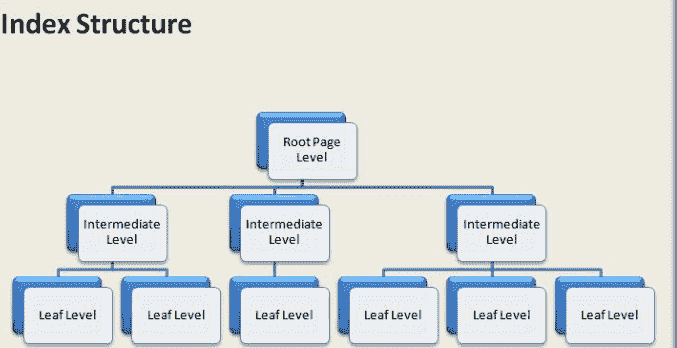 Index Structure
Root Page
Level
Intermediate
Level
Intermediate
Level
Intermediate
Level
Leaf Level
Leaf Level
Leaf Level
Leaf Level
Leaf Level
Leaf Level